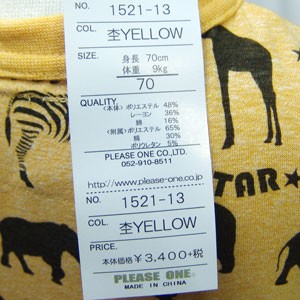 NO. 1521-13
COL. 杢YELLOW
SIZE. 身長 70cm
体重 9kg
70
QUALITY.
〈本体〉ポリエステル 48%
レーヨン 36%
綿 16%
〈附属〉ポリエステル 65%
綿 30%
ポリウレタン 5%
PLEASE ONE CO.,LTD.
052-910-8511
http://www.please-one.co.jp
NO. 1521-13
COL. 杢YELLOW
PRICE.
本体価格 ¥3,400+税
PLEASE ONE.
MADE IN CHINA
TAR★